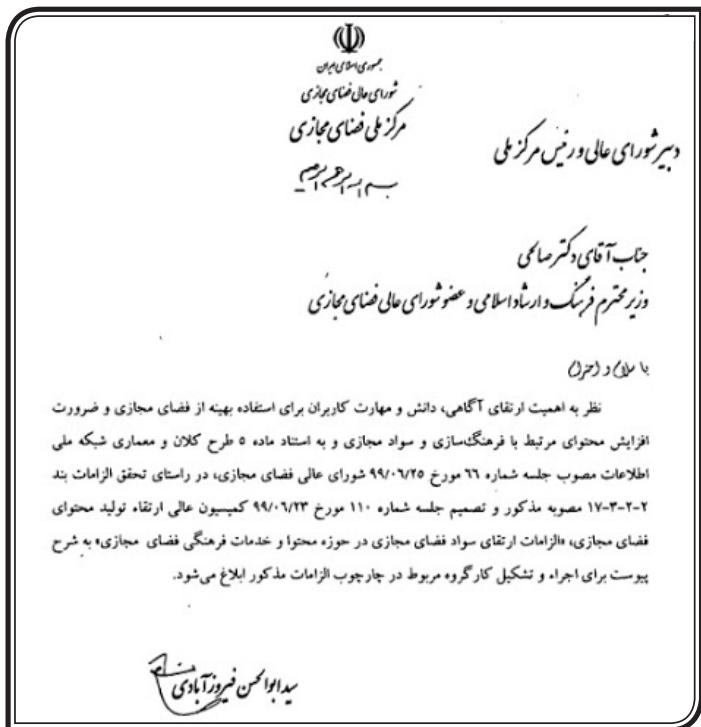 جمهوری اسلامی ایران
شورای عالی فضای مجازی
مرکز ملی فضای مجازی
بسم الله الرحمن الرحیم
دبیر شورای عالی و رئیس مرکز ملی
جناب آقای دکتر صالحی
وزیر محترم فرهنگ و ارشاد اسلامی و عضو شورای عالی فضای مجازی
با سلام و احترام
نظر به اهمیت ارتقای آگاهی، دانش و مهارت کاربران برای استفاده بهینه از فضای مجازی و ضرورت
افزایش محتوای مرتبط با فرهنگ‌سازی و سواد مجازی و به استناد ماده ۵ طرح کلان و معماری شبکه ملی
اطلاعات مصوب جلسه شماره ۶۶ مورخ ۹۹/۰۶/۲۵ شورای عالی فضای مجازی، در راستای تحقق الزامات بند
۱۷-۳-۲-۲ مصوبه مذکور و تصمیم جلسه شماره ۱۱۰ مورخ ۹۹/۰۶/۲۳ کمیسیون عالی ارتقاء تولید محتوای
فضای مجازی، «الزامات ارتقای سواد فضای مجازی در حوزه محتوا و خدمات فرهنگی فضای مجازی» به شرح
پیوست برای اجراء و تشکیل کارگروه مربوط در چارچوب الزامات مذکور ابلاغ می‌شود.
سید ابوالحسن فیروزآبادی